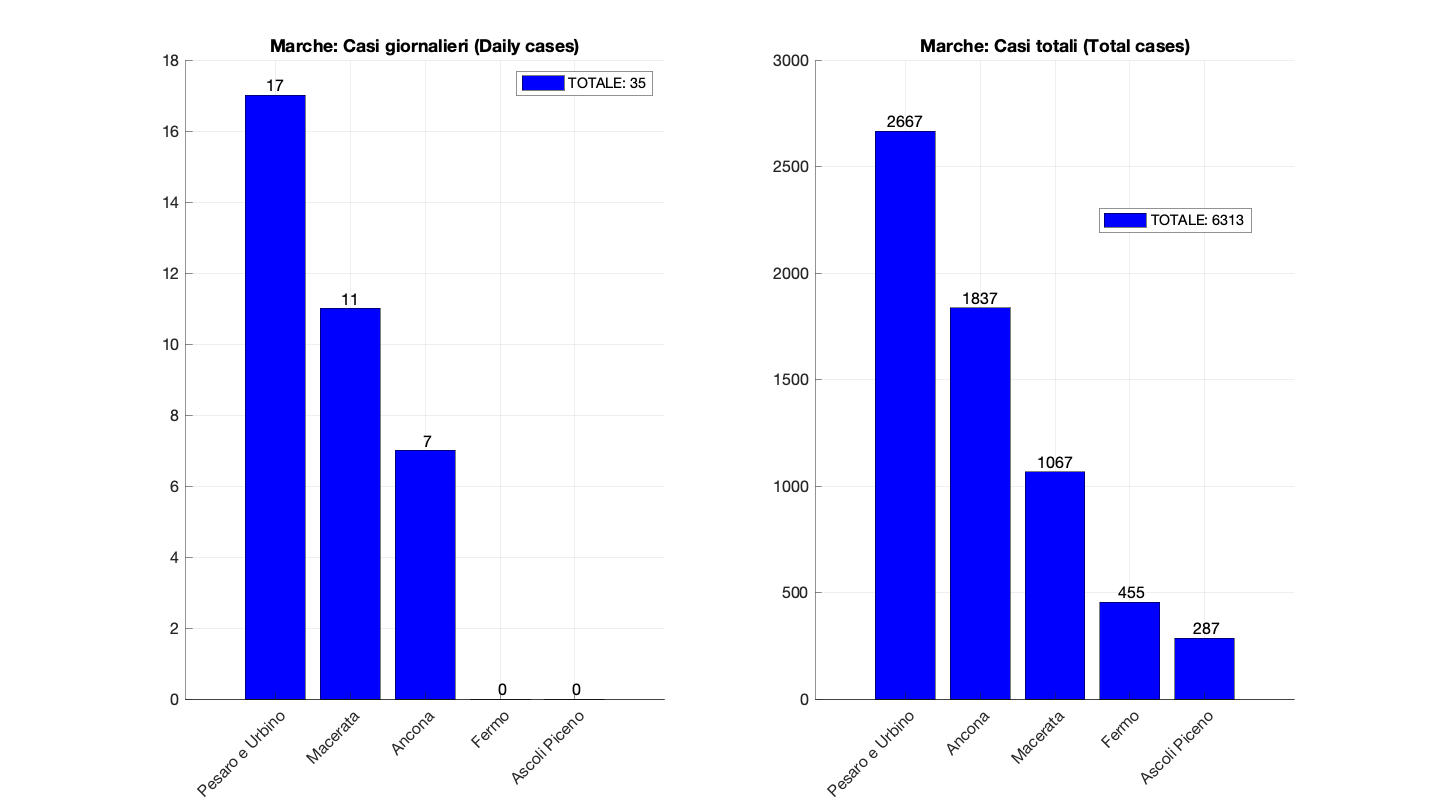 Marche: Casi giornalieri (Daily cases)
TOTALE: 35
18
16
14
12
10
8
6
4
2
0
17
11
7
0
0
Pesaro e Urbino
Macerata
Ancona
Fermo
Ascoli Piceno
Marche: Casi totali (Total cases)
TOTALE: 6313
3000
2500
2000
1500
1000
500
0
2667
1837
1067
455
287
Pesaro e Urbino
Ancona
Macerata
Fermo
Ascoli Piceno